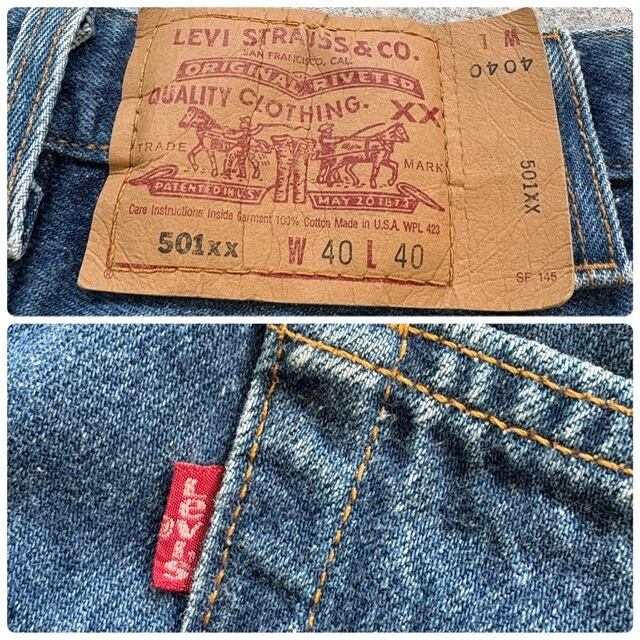 LEVI STRAUSS & CO.
SAN FRANCISCO, CAL.
ORIGINAL RIVETED
QUALITY CLOTHING.
XX
TRADE MARK
PATENTED IN U.S. MAY 20 1873
Care Instructions Inside Garment 100% Cotton Made in U.S.A. WPL 423
501xx W 40 L 40
®
1 M
4040
501XX
SF 145
Levi's
®